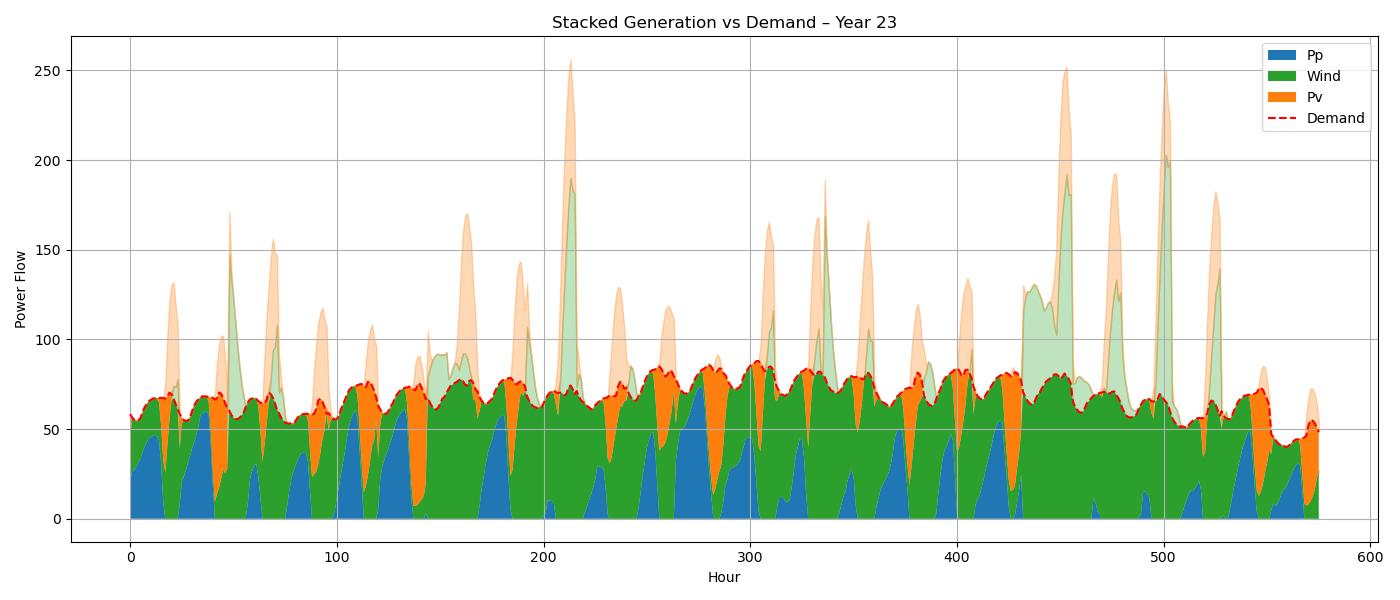 Stacked Generation vs Demand – Year 23
Power Flow
250
200
150
100
50
0
0 100 200 300 400 500 600
Hour
Pp
Wind
Pv
Demand